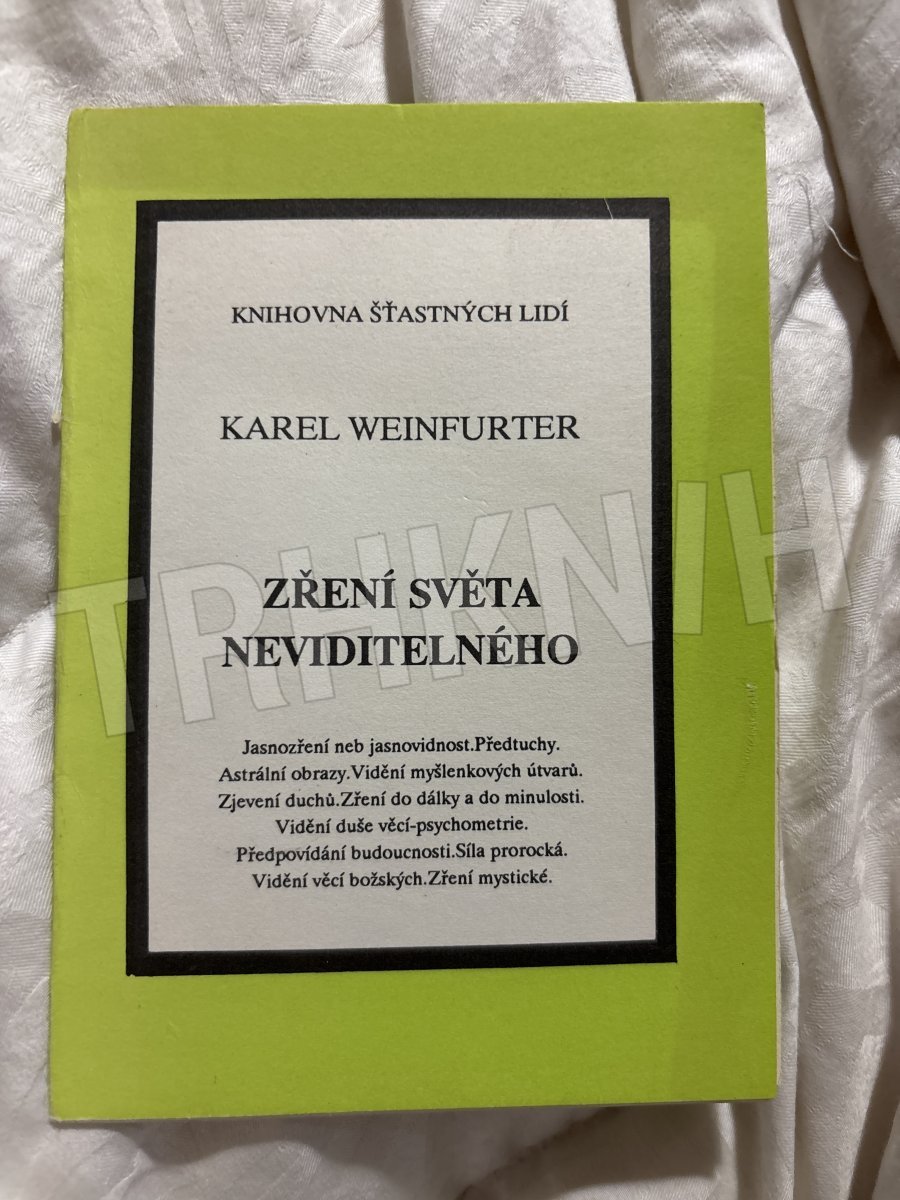 KNIHOVNA ŠŤASTNÝCH LIDÍ
KAREL WEINFURTER
ZŘENÍ SVĚTA
NEVIDITELNÉHO
Jasnozření neb jasnovidnost.Předtuchy.
Astrální obrazy.Vidění myšlenkových útvarů.
Zjevení duchů.Zření do dálky a do minulosti.
Vidění duše věcí-psychometrie.
Předpovídání budoucnosti.Síla prorocká.
Vidění věcí božských.Zření mystické.
TRHKNIH